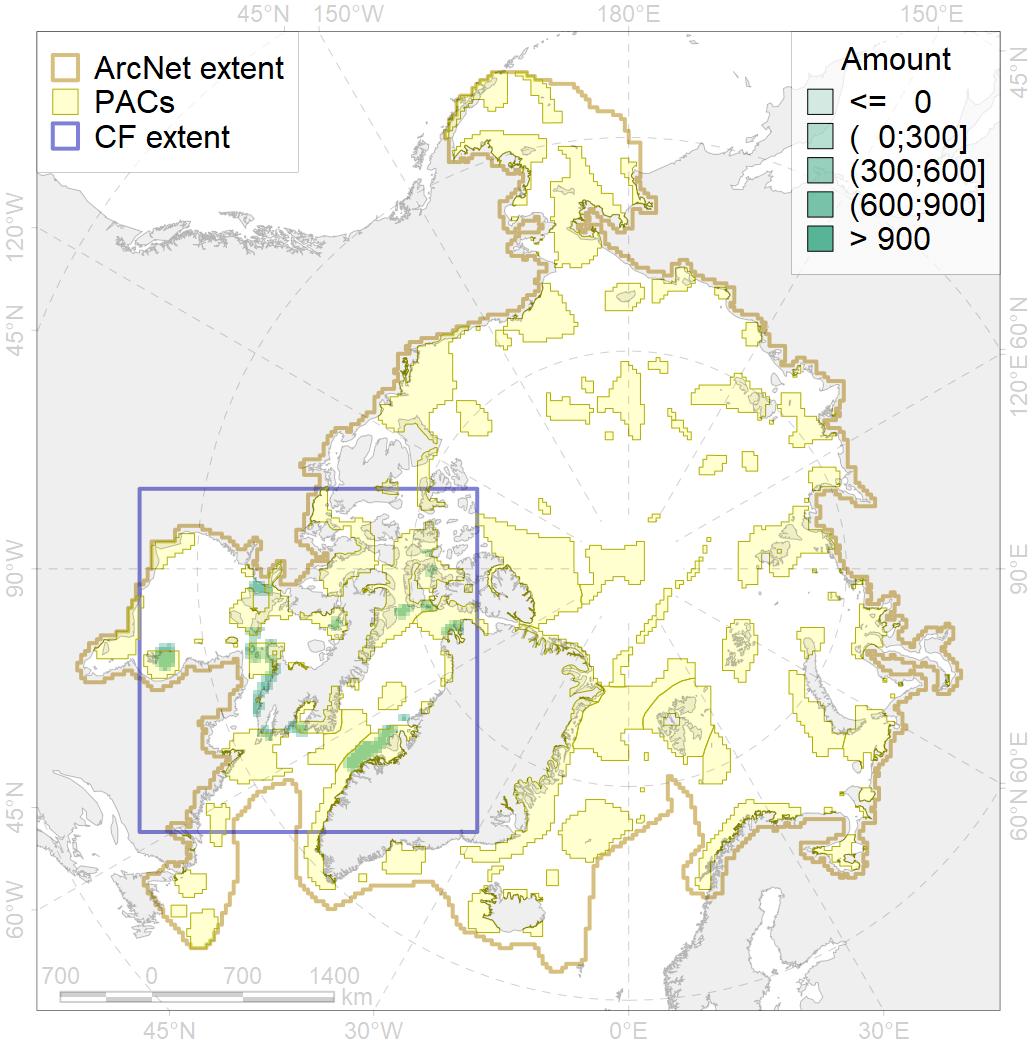 45°N 150°W 180°E 150°E
ArcNet extent
PACs
CF extent
Amount
<= 0
( 0;300]
(300;600]
(600;900]
> 900
45°N
120°W
45°N
90°W
45°N
60°W
60°N
120°E
90°E
60°E
60°N
700 0 700 1400
km
45°N 30°W 0°E 30°E